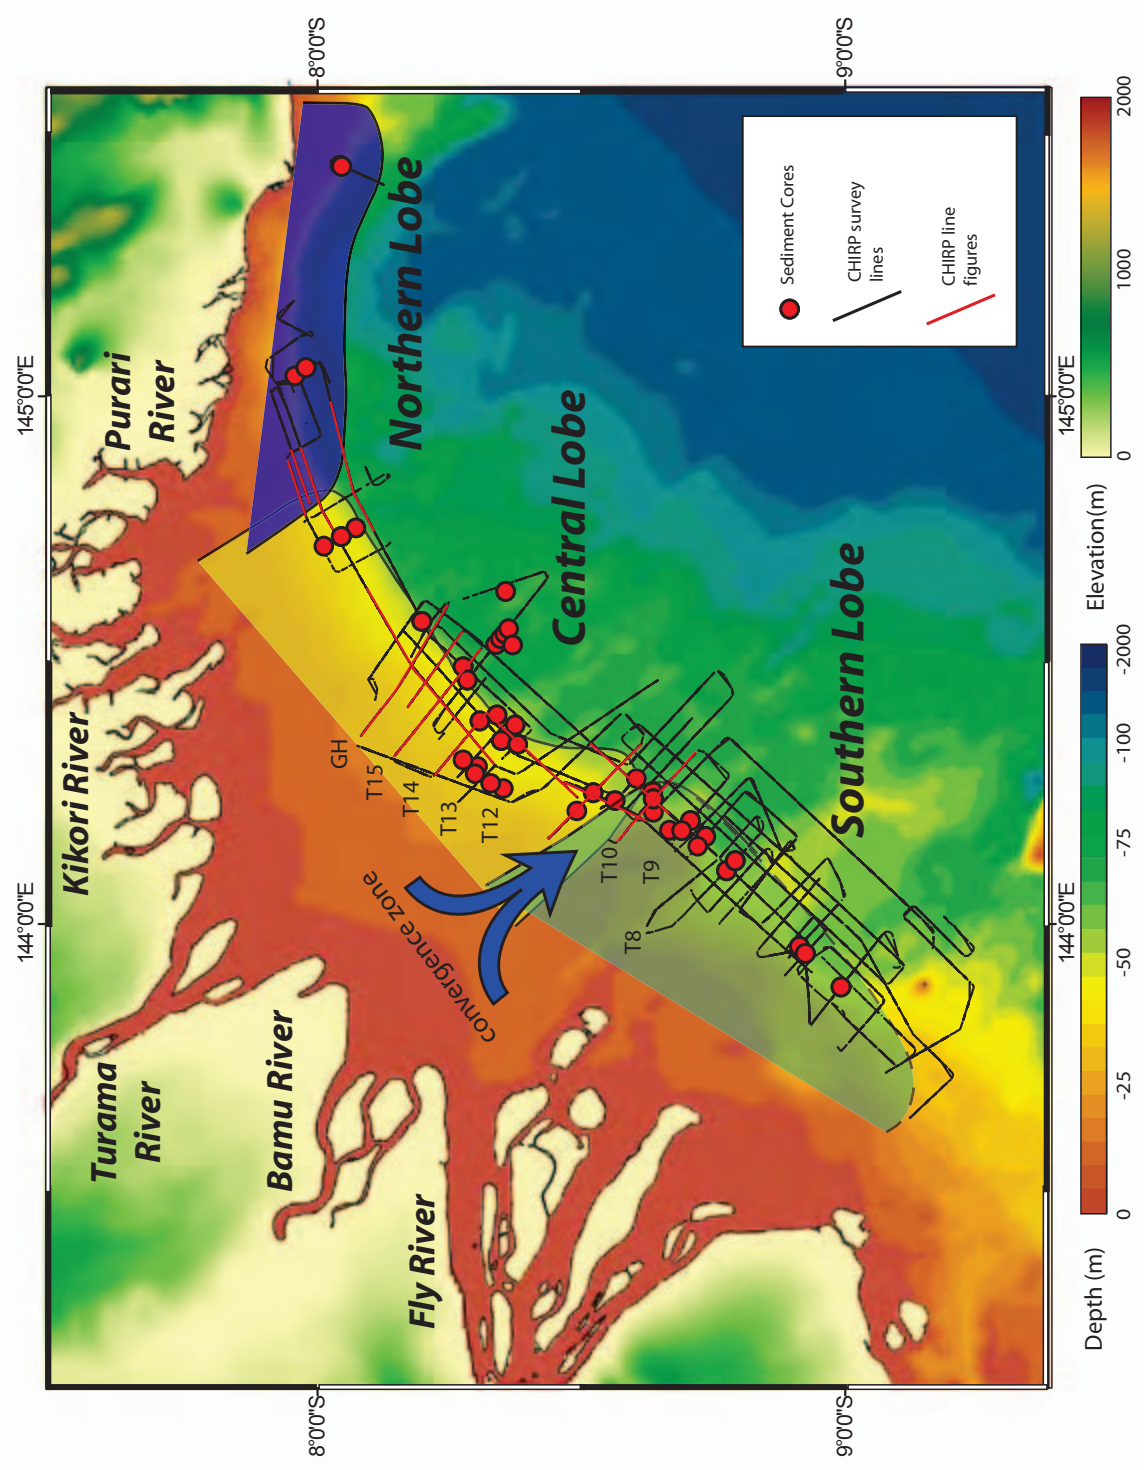 144°0'0"E
145°0'0"E
8°0'0"S
9°0'0"S
8°0'0"S
9°0'0"S
144°0'0"E
145°0'0"E
Turama
River
Kikori River
Purari
River
Bamu River
Fly River
convergence zone
GH
T15
T14
T13
T12
T10
T9
T8
Northern Lobe
Central Lobe
Southern Lobe
Sediment Cores
CHIRP survey
lines
CHIRP line
figures
Depth (m)
0
-25
-50
-75
-100
-2000
Elevation(m)
0
1000
2000